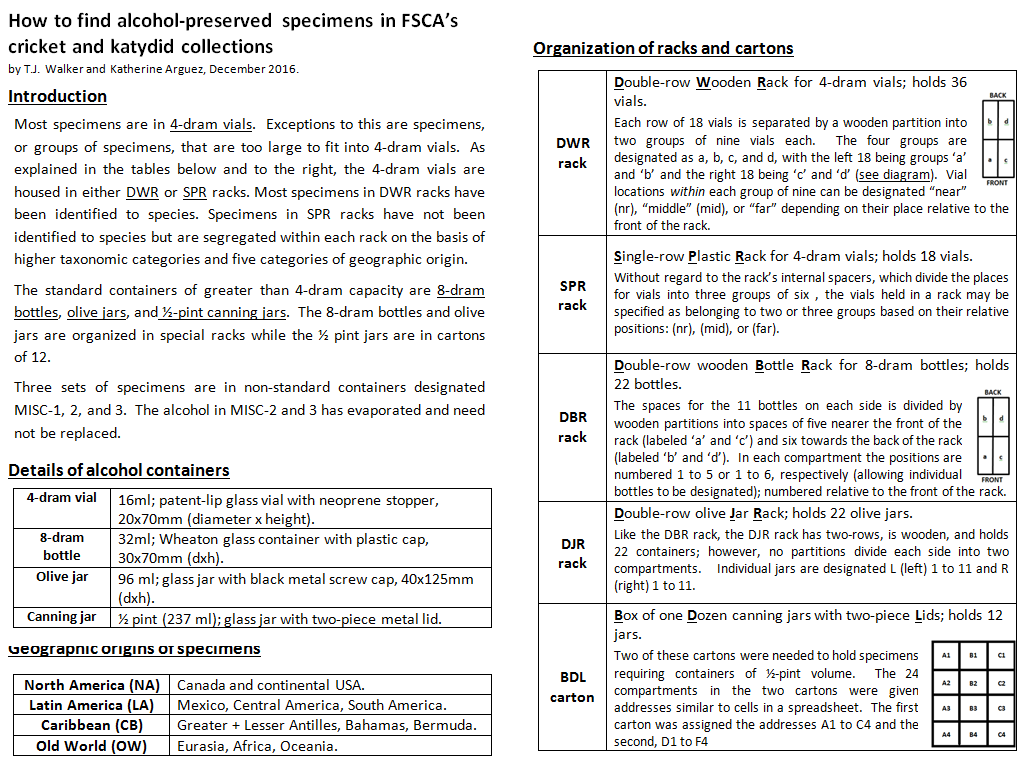 How to find alcohol-preserved specimens in FSCA's
cricket and katydid collections
by T.J. Walker and Katherine Arguez, December 2016.
Introduction
Most specimens are in 4-dram vials. Exceptions to this are specimens,
or groups of specimens, that are too large to fit into 4-dram vials. As
explained in the tables below and to the right, the 4-dram vials are
housed in either DWR or SPR racks. Most specimens in DWR racks have
been identified to species. Specimens in SPR racks have not been
identified to species but are segregated within each rack on the basis of
higher taxonomic categories and five categories of geographic origin.
The standard containers of greater than 4-dram capacity are 8-dram
bottles, olive jars, and ½-pint canning jars. The 8-dram bottles and olive
jars are organized in special racks while the ½ pint jars are in cartons
of 12.
Three sets of specimens are in non-standard containers designated
MISC-1, 2, and 3. The alcohol in MISC-2 and 3 has evaporated and need
not be replaced.
Details of alcohol containers
4-dram vial
16ml; patent-lip glass vial with neoprene stopper,
20x70mm (diameter x height).
8-dram
bottle
32ml; Wheaton glass container with plastic cap,
30x70mm (dxh).
Olive jar
96 ml; glass jar with black metal screw cap, 40x125mm
(dxh).
Canning jar
½ pint (237 ml); glass jar with two-piece metal lid.
Geographic origins of specimens
North America (NA) Canada and continental USA.
Latin America (LA) Mexico, Central America, South America.
Caribbean (CB) Greater + Lesser Antilles, Bahamas, Bermuda.
Old World (OW) Eurasia, Africa, Oceania.
Organization of racks and cartons
DWR
rack
Double-row Wooden Rack for 4-dram vials; holds 36
vials.
Each row of 18 vials is separated by a wooden partition into
two groups of nine vials each. The four groups are
designated as a, b, c, and d, with the left 18 being groups 'a'
and 'b' and the right 18 being 'c' and 'd' (see diagram). Vial
locations within each group of nine can be designated "near"
(nr), "middle" (mid), or "far" depending on their place relative to the
front of the rack.
BACK
b d
a c
FRONT
SPR
rack
Single-row Plastic Rack for 4-dram vials; holds 18 vials.
Without regard to the rack's internal spacers, which divide the places
for vials into three groups of six , the vials held in a rack may be
specified as belonging to two or three groups based on their relative
positions: (nr), (mid), or (far).
DBR
rack
Double-row wooden Bottle Rack for 8-dram bottles; holds
22 bottles.
The spaces for the 11 bottles on each side is divided by
wooden partitions into spaces of five nearer the front of the
rack (labeled 'a' and 'c') and six towards the back of the rack
(labeled 'b' and 'd'). In each compartment the positions are
numbered 1 to 5 or 1 to 6, respectively (allowing individual
bottles to be designated); numbered relative to the front of the rack.
BACK
b d
a c
FRONT
DJR
rack
Double-row olive Jar Rack; holds 22 olive jars.
Like the DBR rack, the DJR rack has two-rows, is wooden, and holds
22 containers; however, no partitions divide each side into two
compartments. Individual jars are designated L (left) 1 to 11 and R
(right) 1 to 11.
BDL
carton
Box of one Dozen canning jars with two-piece Lids; holds 12
jars.
Two of these cartons were needed to hold specimens
requiring containers of ½-pint volume. The 24
compartments in the two cartons were given
addresses similar to cells in a spreadsheet. The first
carton was assigned the addresses A1 to C4 and the
second, D1 to F4
A1 B1 C1
A2 B2 C2
A3 B3 C3
A4 B4 C4